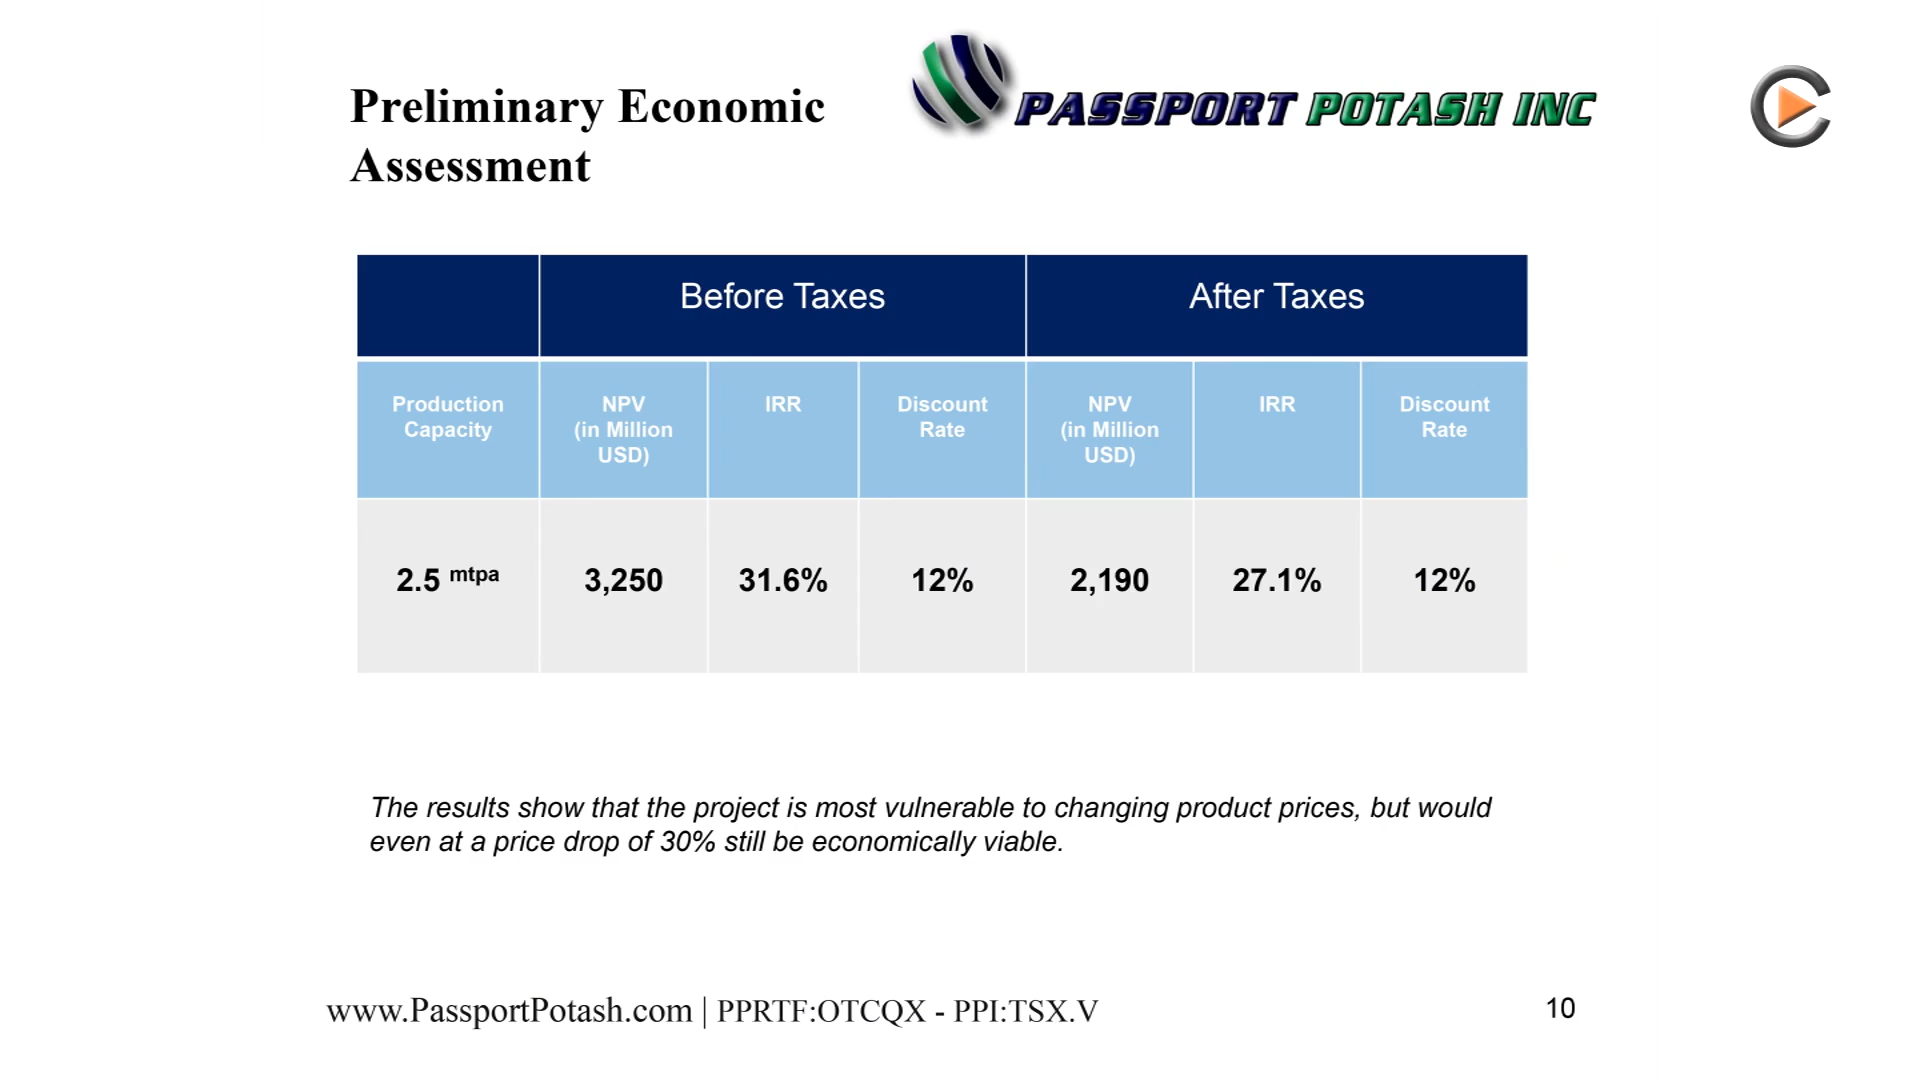 Preliminary Economic
Assessment
PASSPORT POTASH INC
Before Taxes
After Taxes
Production
Capacity
NPV
(in Million
USD)
IRR
Discount
Rate
NPV
(in Million
USD)
IRR
Discount
Rate
2.5 mtpa
3,250
31.6%
12%
2,190
27.1%
12%
The results show that the project is most vulnerable to changing product prices, but would
even at a price drop of 30% still be economically viable.
www.PassportPotash.com | PPRTF:OTCQX - PPI:TSX.V
10